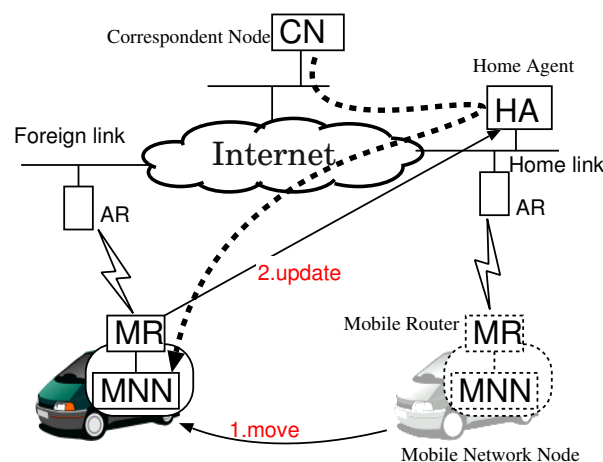 Correspondent Node
CN
Home Agent
HA
Foreign link
Internet
Home link
AR
AR
2.update
MR
Mobile Router
MR
MNN
MNN
1.move
Mobile Network Node